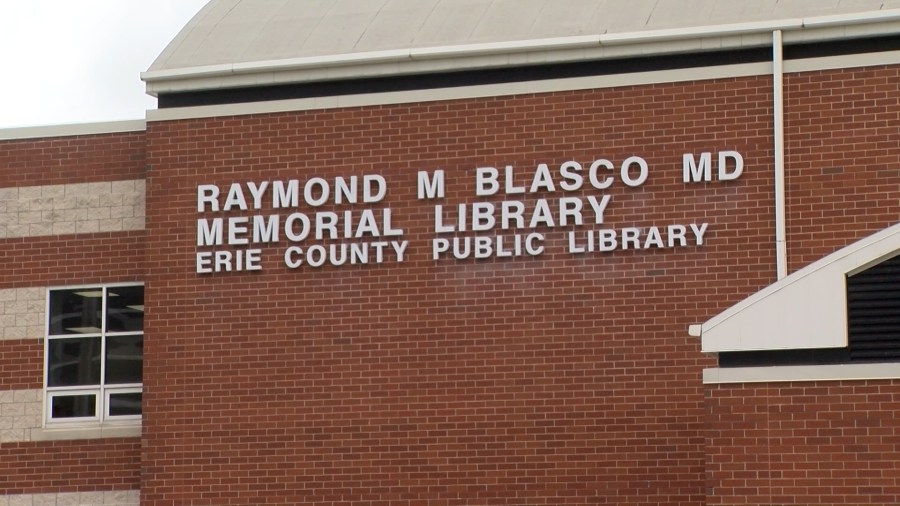 RAYMOND M BLASCO MD
MEMORIAL LIBRARY
ERIE COUNTY PUBLIC LIBRARY